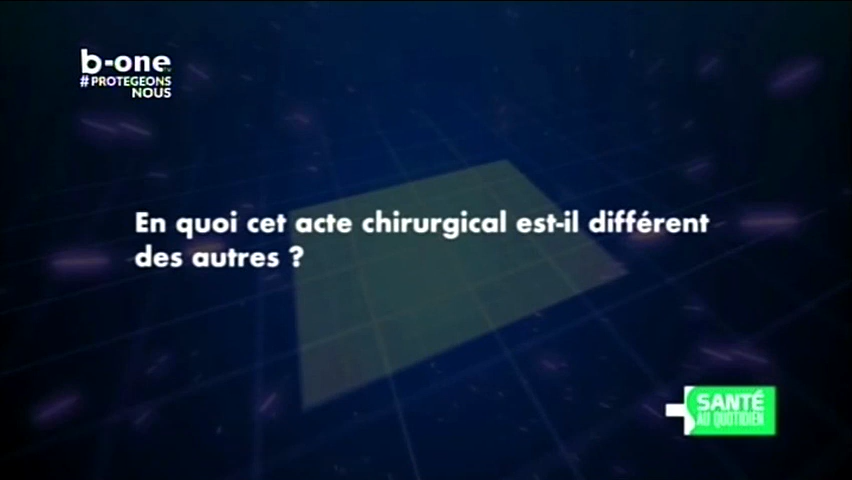 b-one
#PROTEGEONS
NOUS
En quoi cet acte chirurgical est-il différent
des autres ?
SANTÉ
AU QUOTIDIEN